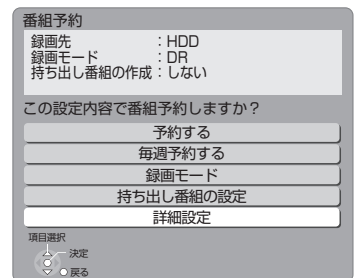 番組予約
録画先　　　　　：HDD
録画モード　　　：DR
持ち出し番組の作成：しない
この設定内容で番組予約しますか？
予約する
毎週予約する
録画モード
持ち出し番組の設定
詳細設定
項目選択
決定
戻る